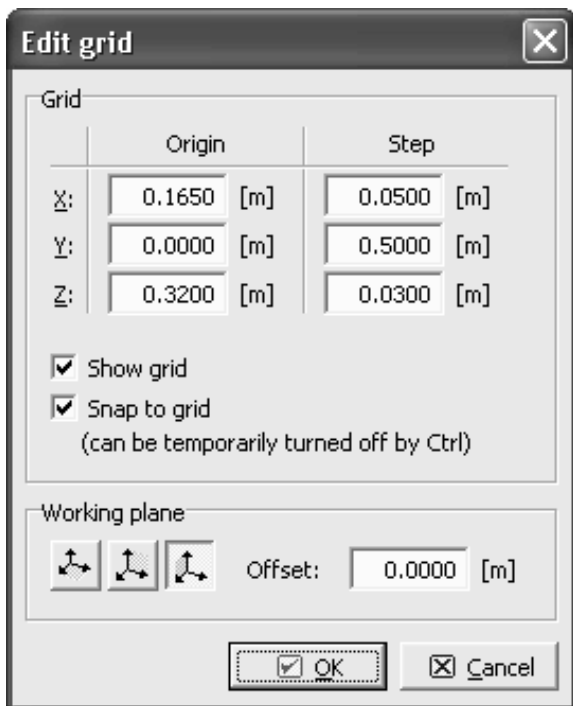 Edit grid
Grid
Origin Step
X: 0.1650 [m] 0.0500 [m]
Y: 0.0000 [m] 0.5000 [m]
Z: 0.3200 [m] 0.0300 [m]
Show grid
Snap to grid
(can be temporarily turned off by Ctrl)
Working plane
Offset: 0.0000 [m]
OK Cancel